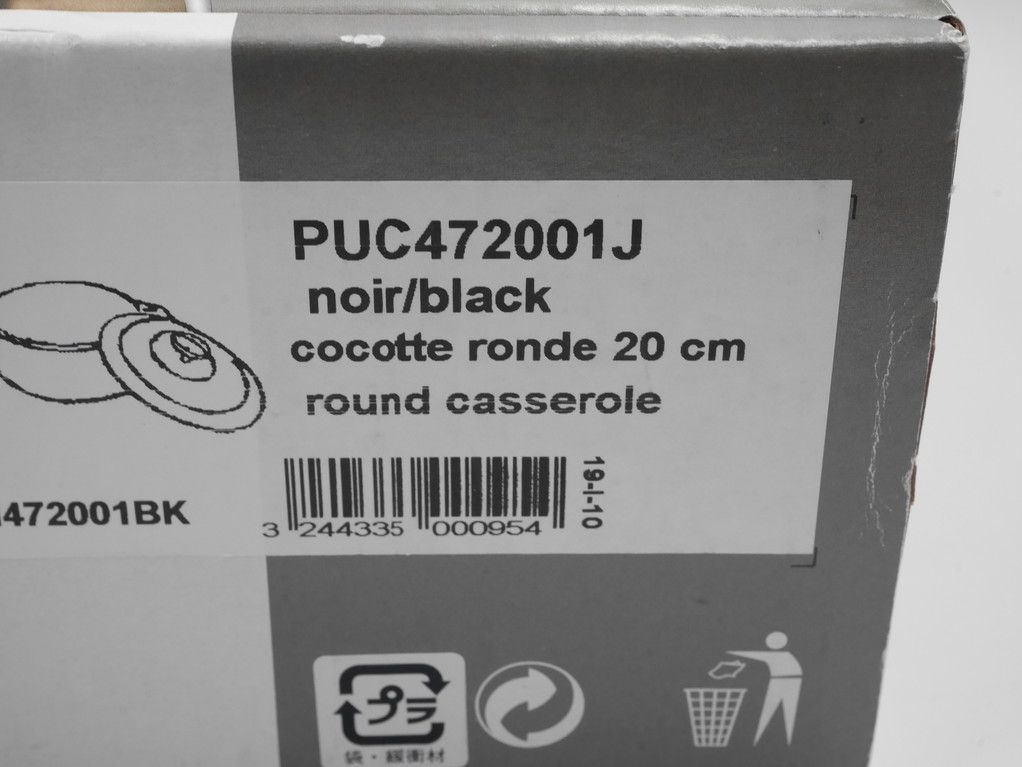 PUC472001J
noir/black
cocotte ronde 20 cm
round casserole
472001BK
3 244335 000954
19-I-10
プラ
袋・緩衝材